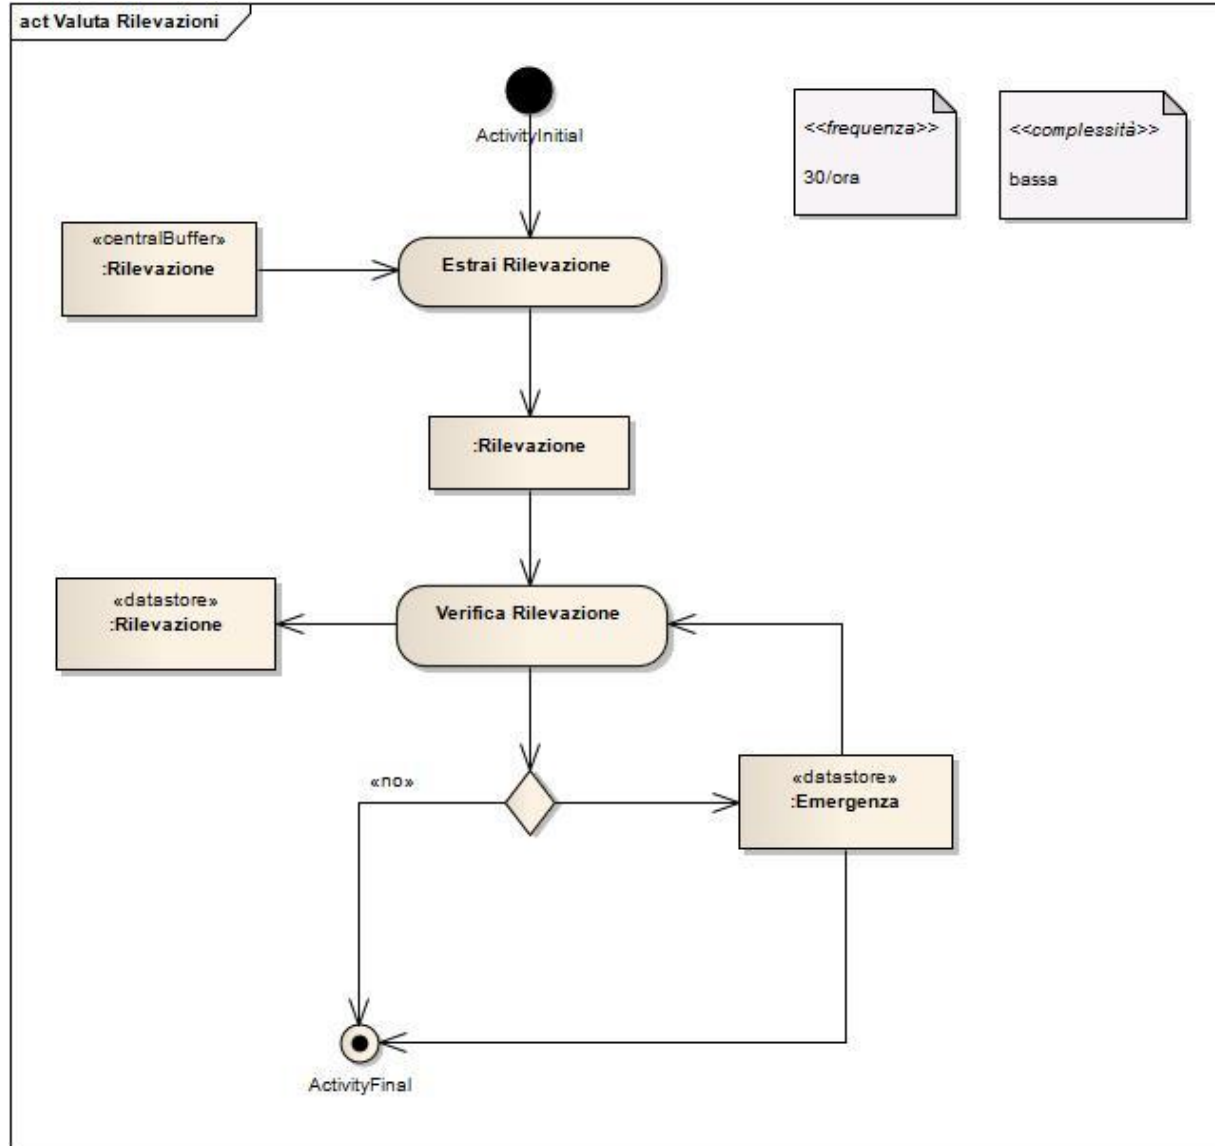 act Valuta Rilevazioni
ActivityInitial
<<frequenza>>
30/ora
<<complessità>>
bassa
«centralBuffer»
:Rilevazione
Estrai Rilevazione
:Rilevazione
«datastore»
:Rilevazione
Verifica Rilevazione
«no»
«datastore»
:Emergenza
ActivityFinal